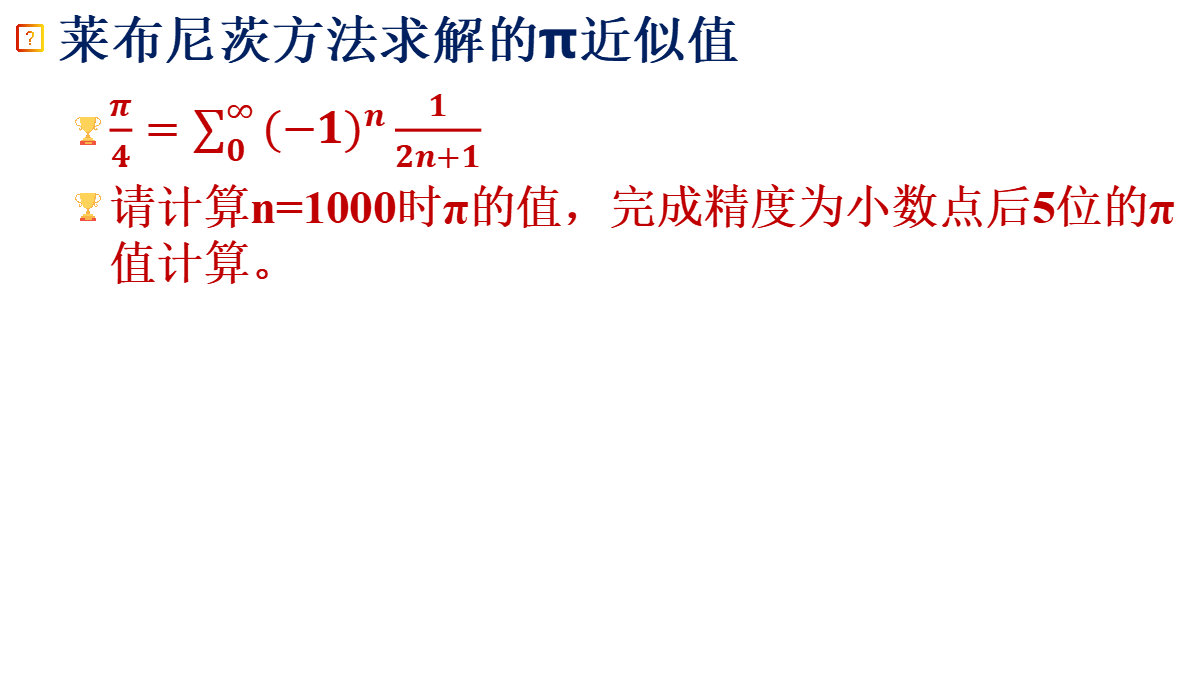 莱布尼茨方法求解的π近似值
π/4 = ∑_0^∞ (−1)^n 1/(2n+1)
请计算n=1000时π的值，完成精度为小数点后5位的π
值计算。